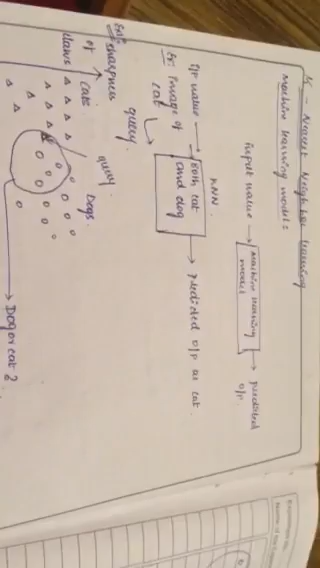 K - Nearest Neighbor learning
Machine learning model:
input value → Machine learning model → predicted o/p
KNN
i/p value → Both cat and dog → predicted o/p as cat.
Ex: Image of cat
query.
Ex: sharpness of claws
Cats
query
Dogs
→ Dog or cat?